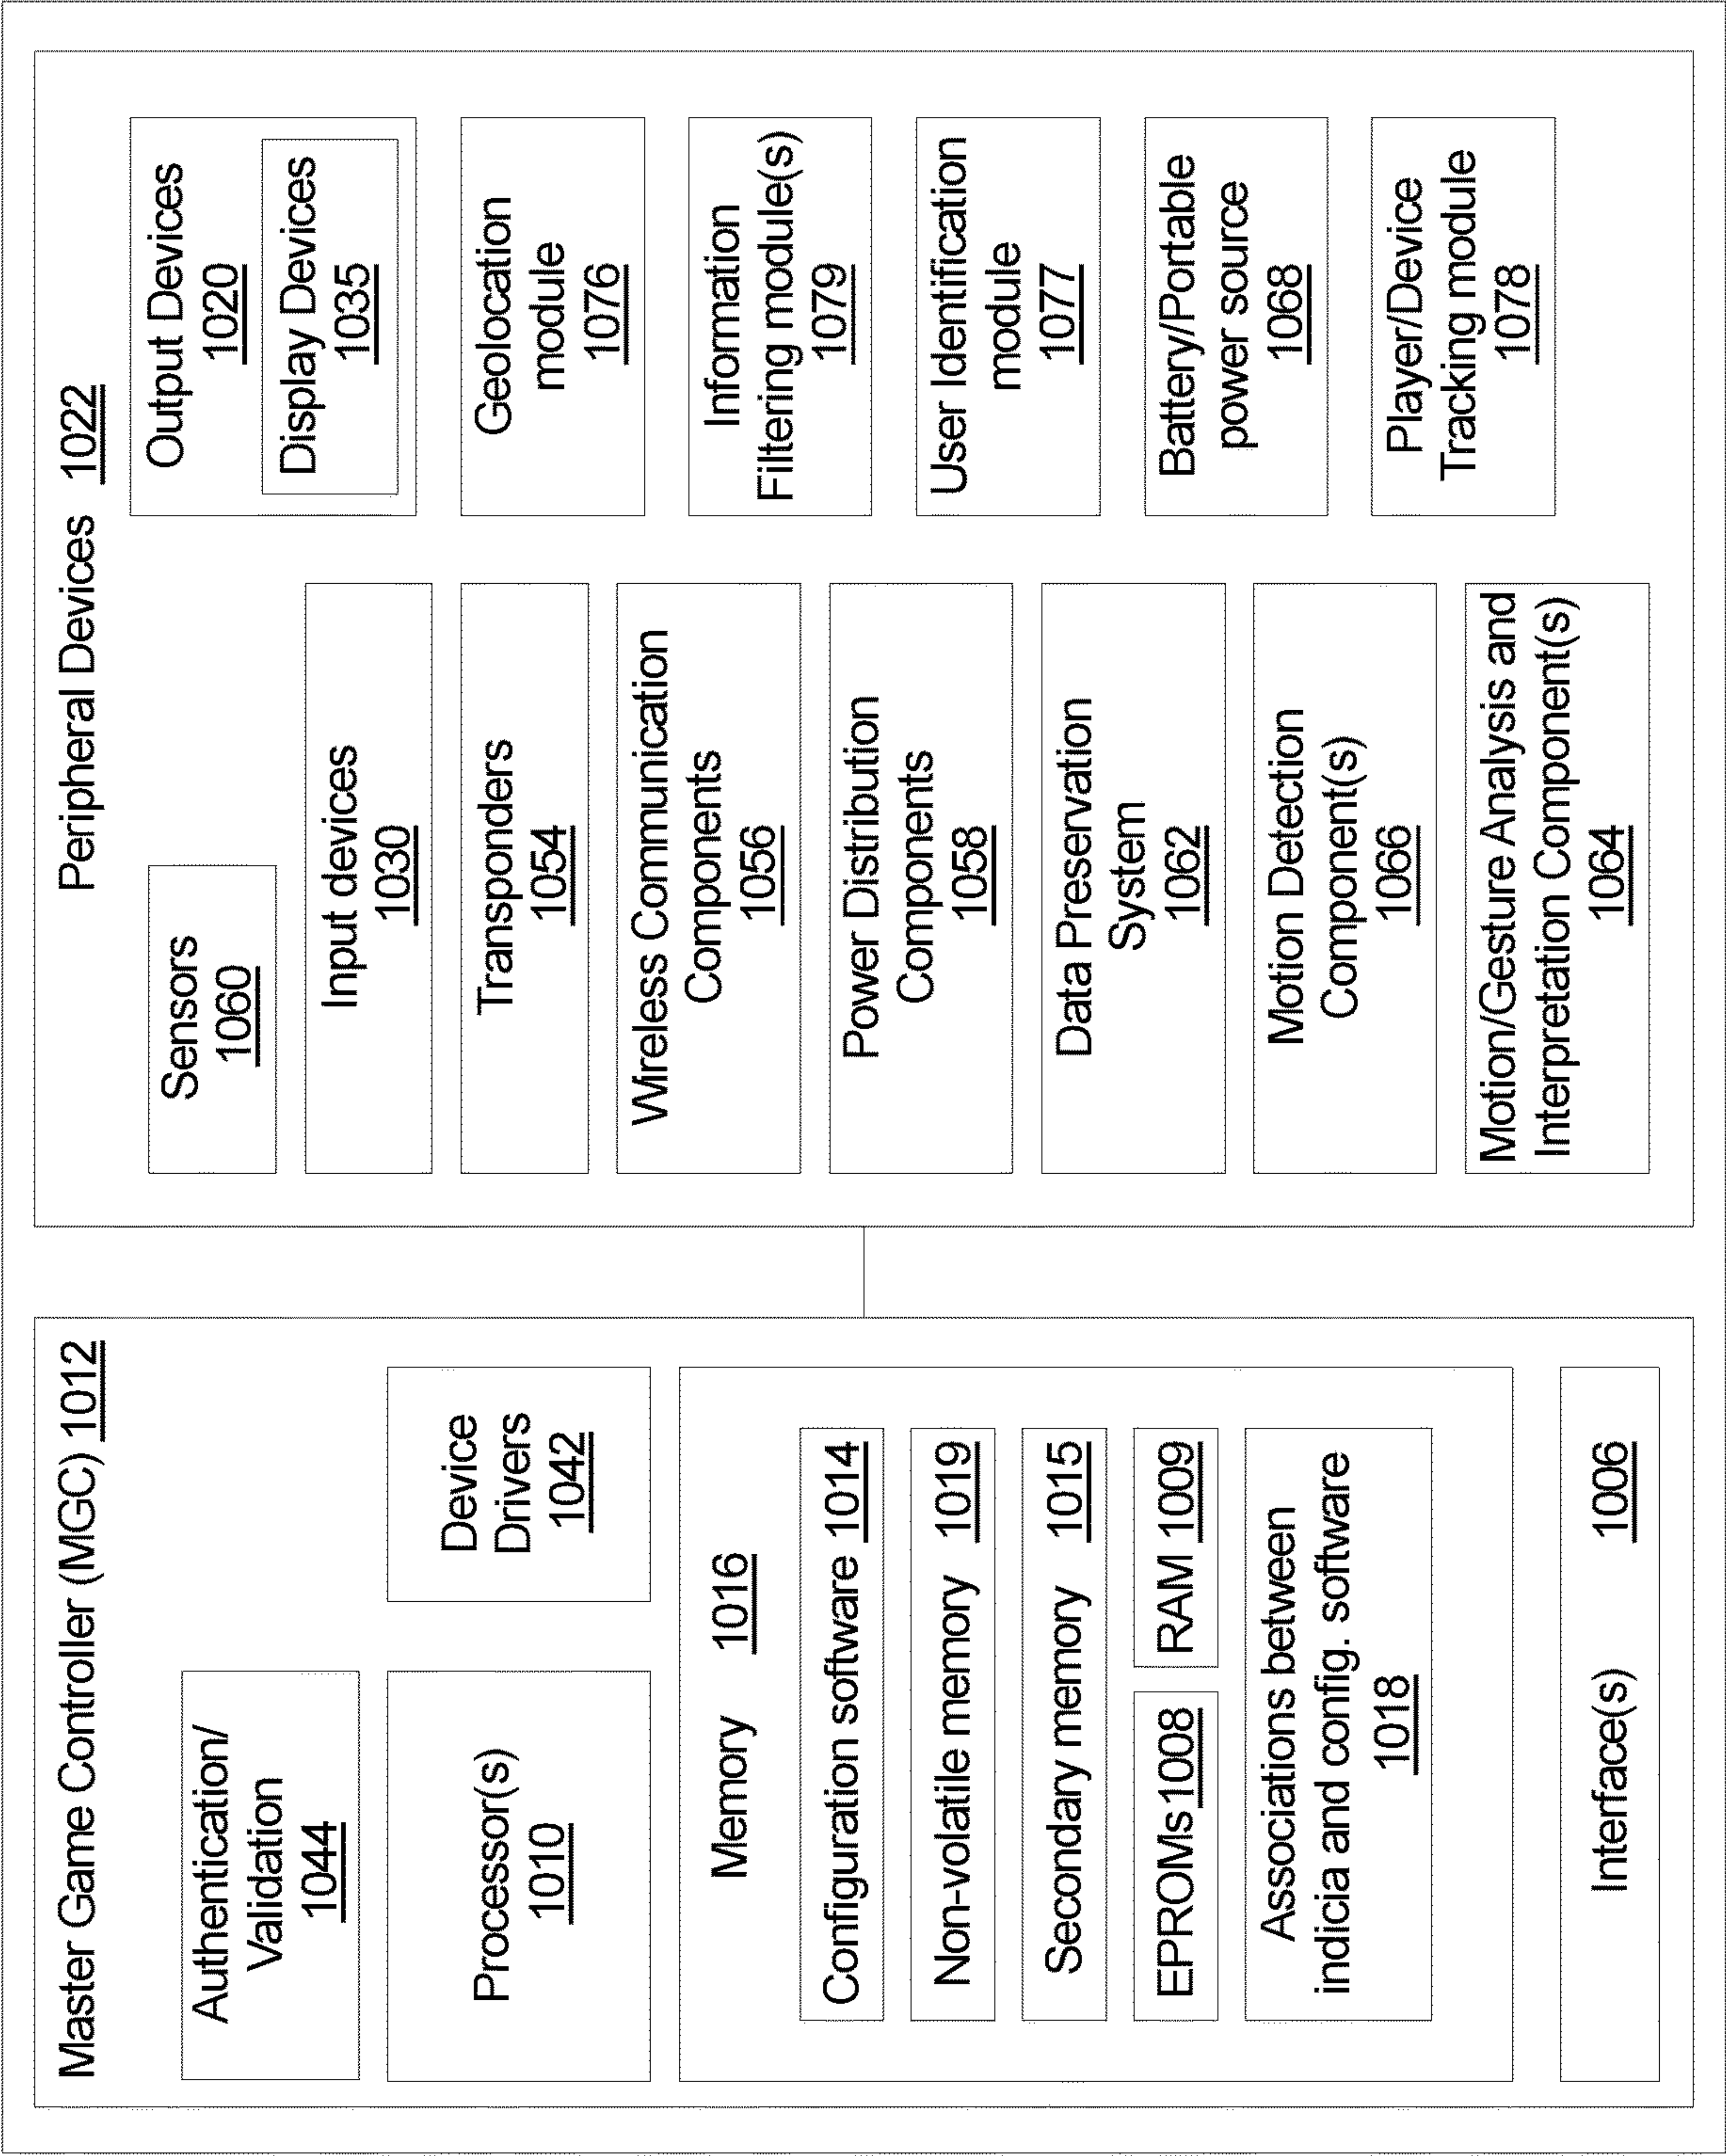 Master Game Controller (MGC) 1012
Authentication/
Validation
1044
Processor(s)
1010
Device
Drivers
1042
Memory 1016
Configuration software 1014
Non-volatile memory 1019
Secondary memory 1015
EPROMs 1008
RAM 1009
Associations between
indicia and config. software
1018
Interface(s) 1006
Peripheral Devices 1022
Sensors
1060
Input devices
1030
Transponders
1054
Wireless Communication
Components
1056
Power Distribution
Components
1058
Data Preservation
System
1062
Motion Detection
Component(s)
1066
Motion/Gesture Analysis and
Interpretation Component(s)
1064
Output Devices
1020
Display Devices
1035
Geolocation
module
1076
Information
Filtering module(s)
1079
User Identification
module
1077
Battery/Portable
power source
1068
Player/Device
Tracking module
1078